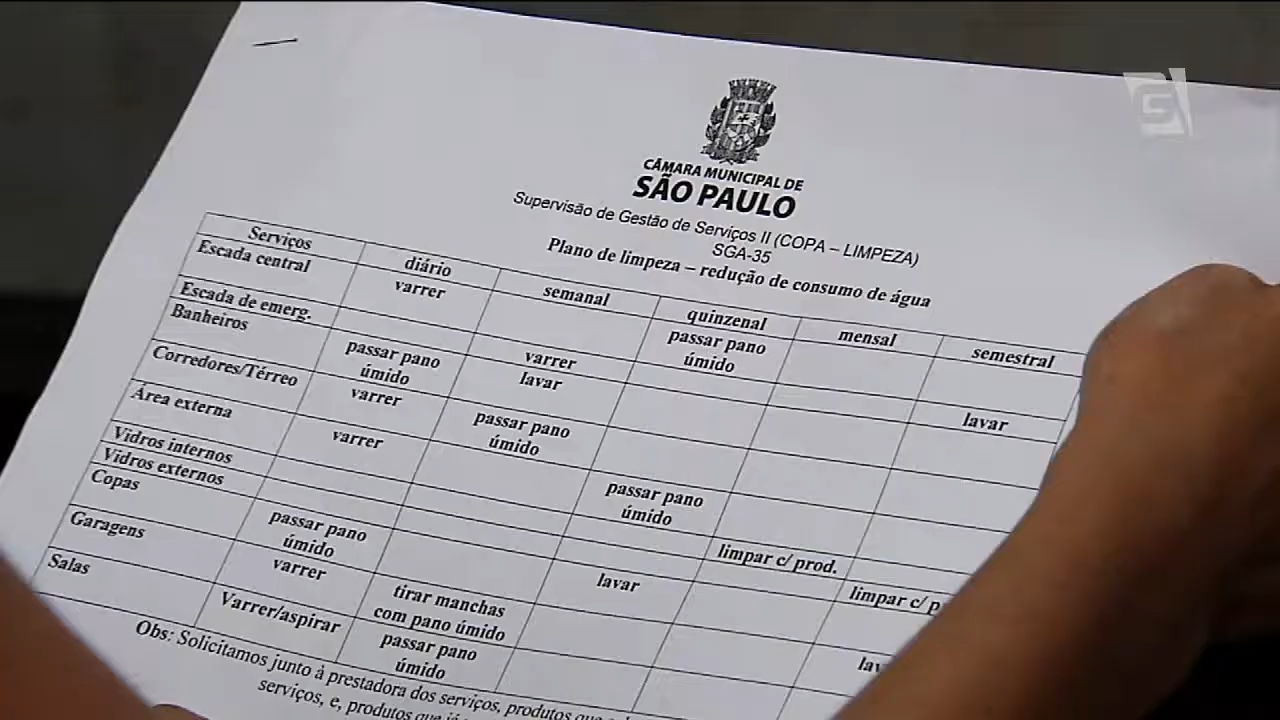 CÂMARA MUNICIPAL DE
SÃO PAULO
Supervisão de Gestão de Serviços II (COPA – LIMPEZA)
SGA-35
Plano de limpeza – redução de consumo de água
Serviços diário semanal quinzenal mensal semestral
Escada central varrer passar pano úmido
Escada de emerg. varrer lavar
Banheiros passar pano úmido lavar
Corredores/Térreo varrer passar pano úmido
Área externa varrer passar pano úmido
Vidros internos limpar c/ prod.
Vidros externos limpar c/ p
Copas passar pano úmido lavar
Garagens varrer tirar manchas com pano úmido lav
Salas Varrer/aspirar passar pano úmido
Obs: Solicitamos junto à prestadora dos serviços, produtos que
serviços, e, produtos que